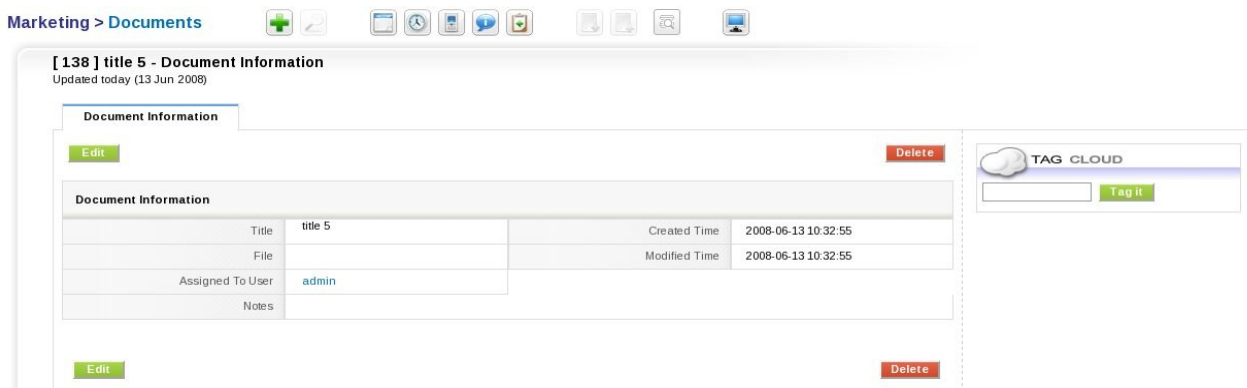 Marketing > Documents
[ 138 ] title 5 - Document Information
Updated today (13 Jun 2008)
Document Information
Edit
Delete
TAG CLOUD
Tag it
Document Information
Title title 5 Created Time 2008-06-13 10:32:55
File Modified Time 2008-06-13 10:32:55
Assigned To User admin
Notes
Edit
Delete